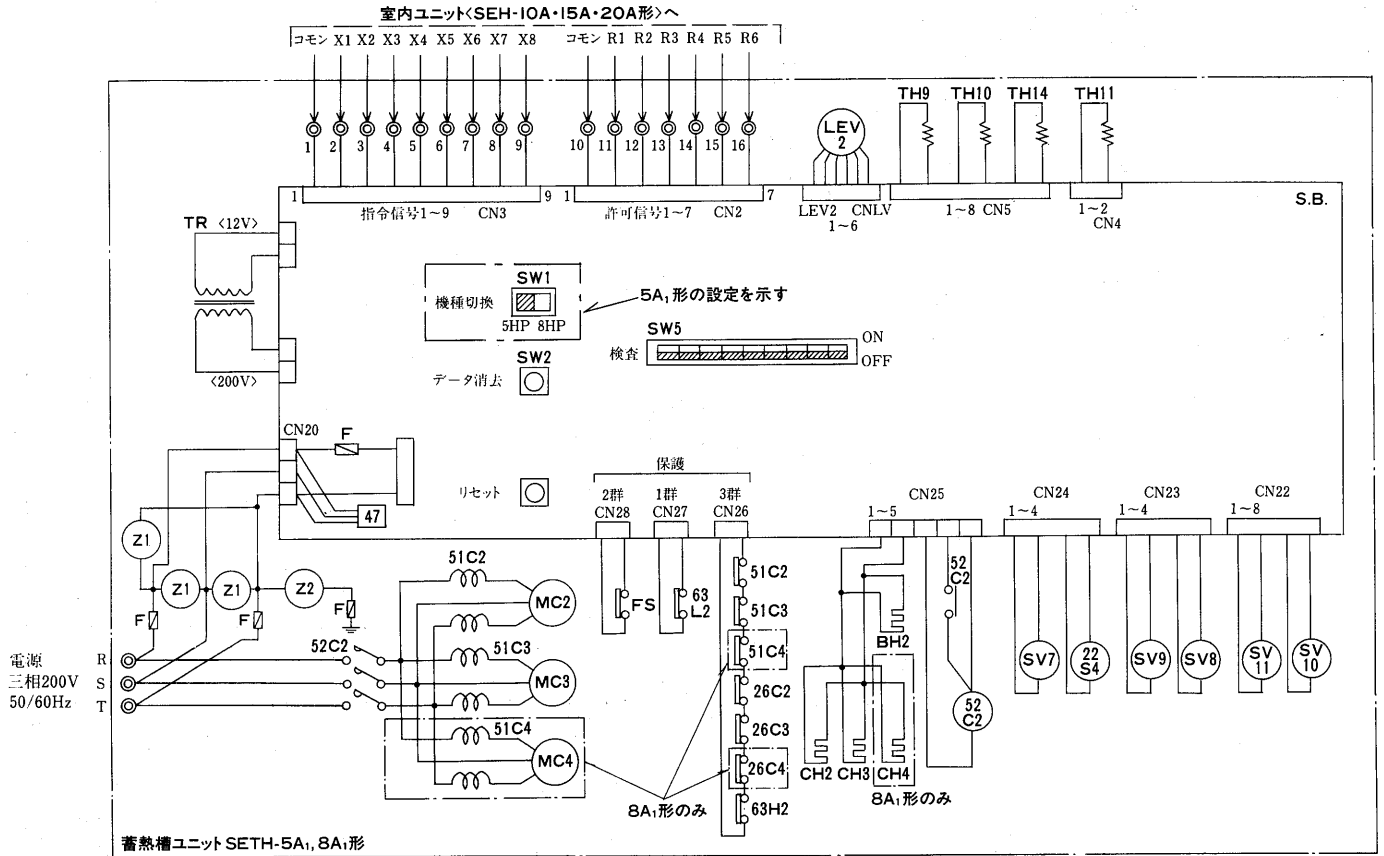 室内ユニット〈SEH-10A・15A・20A形〉へ
コモン X1 X2 X3 X4 X5 X6 X7 X8
コモン R1 R2 R3 R4 R5 R6
1 2 3 4 5 6 7 8 9
10 11 12 13 14 15 16
LEV 2
TH9 TH10 TH14 TH11
1 9 1 7
指令信号1~9 CN3
許可信号1~7 CN2
LEV2 CNLV
1~6
1~8 CN5
1~2
CN4
S.B.
TR 〈12V〉
〈200V〉
SW1
機種切換
5HP 8HP
5A₁形の設定を示す
SW5
検査
ON
OFF
SW2
データ消去
CN20
F
47
リセット
保護
2群
CN28
1群
CN27
3群
CN26
CN25
1~5
CN24
1~4
CN23
1~4
CN22
1~8
Z1
Z1
Z1
Z2
F
F
F
電源
三相200V
50/60Hz
R
S
T
52C2
51C2
MC2
51C3
MC3
51C4
MC4
FS
63
L2
51C2
51C3
51C4
26C2
26C3
26C4
63H2
8A₁形のみ
BH2
52
C2
52
C2
CH2
CH3
CH4
8A₁形のみ
SV7
22
S4
SV9
SV8
SV
11
SV
10
蓄熱槽ユニット SETH-5A₁, 8A₁形